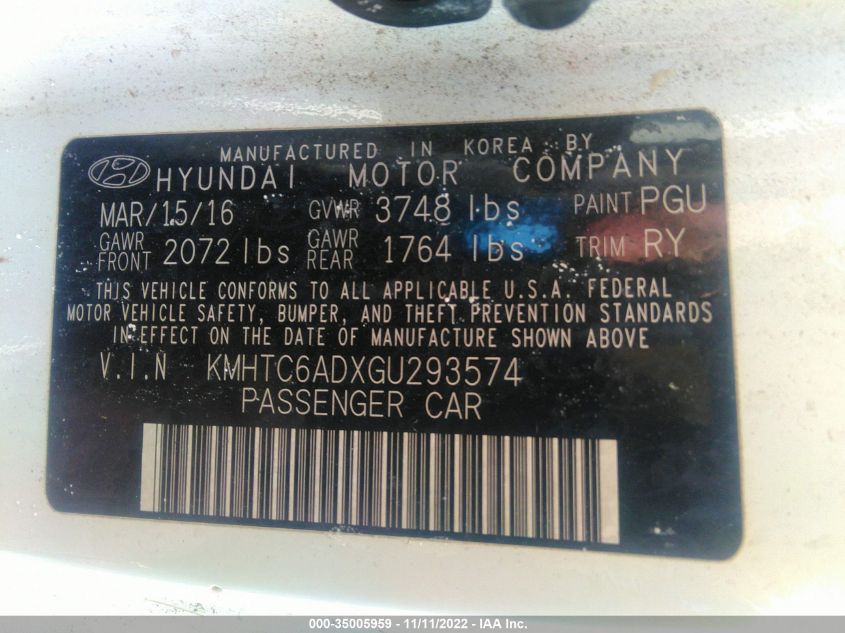 MANUFACTURED IN KOREA BY
HYUNDAI MOTOR COMPANY
MAR/15/16 GVWR 3748 lbs PAINT PGU
GAWR FRONT 2072 lbs GAWR REAR 1764 lbs TRIM RY
THIS VEHICLE CONFORMS TO ALL APPLICABLE U.S.A. FEDERAL
MOTOR VEHICLE SAFETY, BUMPER, AND THEFT PREVENTION STANDARDS
IN EFFECT ON THE DATE OF MANUFACTURE SHOWN ABOVE
V.I.N KMHTC6ADXGU293574
PASSENGER CAR
000-35005959 - 11/11/2022 - IAA Inc.